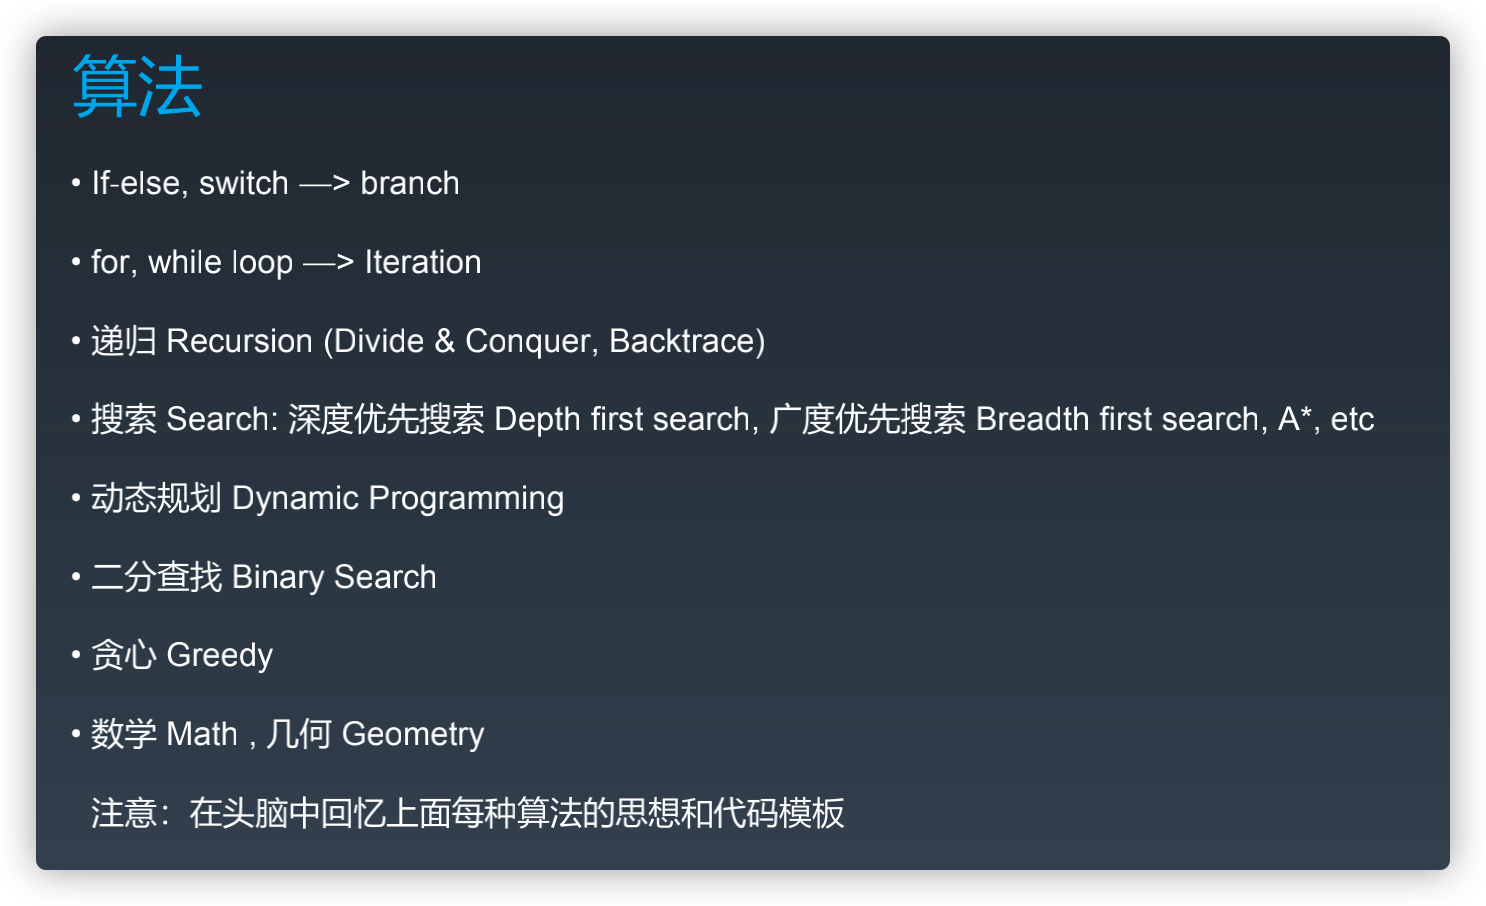 算法
• If-else, switch —> branch
• for, while loop —> Iteration
• 递归 Recursion (Divide & Conquer, Backtrace)
• 搜索 Search: 深度优先搜索 Depth first search, 广度优先搜索 Breadth first search, A*, etc
• 动态规划 Dynamic Programming
• 二分查找 Binary Search
• 贪心 Greedy
• 数学 Math , 几何 Geometry
注意：在头脑中回忆上面每种算法的思想和代码模板